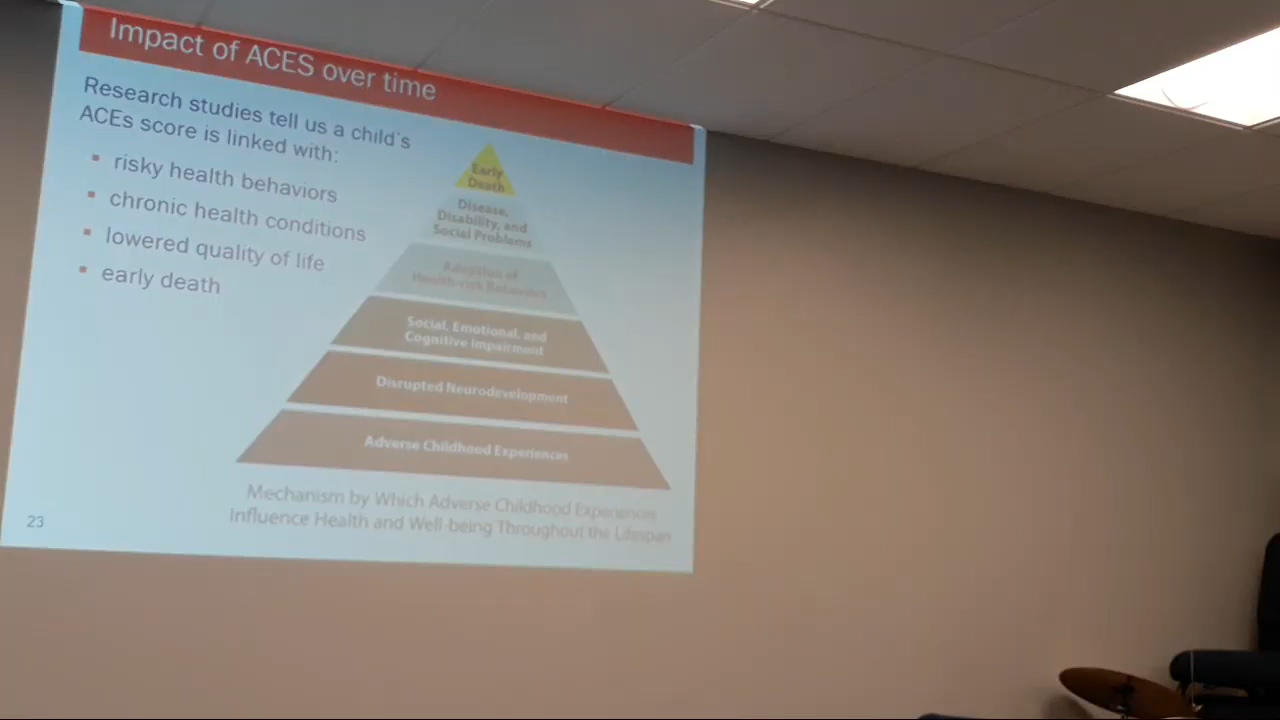 Impact of ACES over time
Research studies tell us a child's
ACEs score is linked with:
▪ risky health behaviors
▪ chronic health conditions
▪ lowered quality of life
▪ early death
Early
Death
Disease,
Disability, and
Social Problems
Adoption of
Health-risk Behaviors
Social, Emotional, and
Cognitive Impairment
Disrupted Neurodevelopment
Adverse Childhood Experiences
Mechanism by Which Adverse Childhood Experiences
Influence Health and Well-being Throughout the Lifespan
23